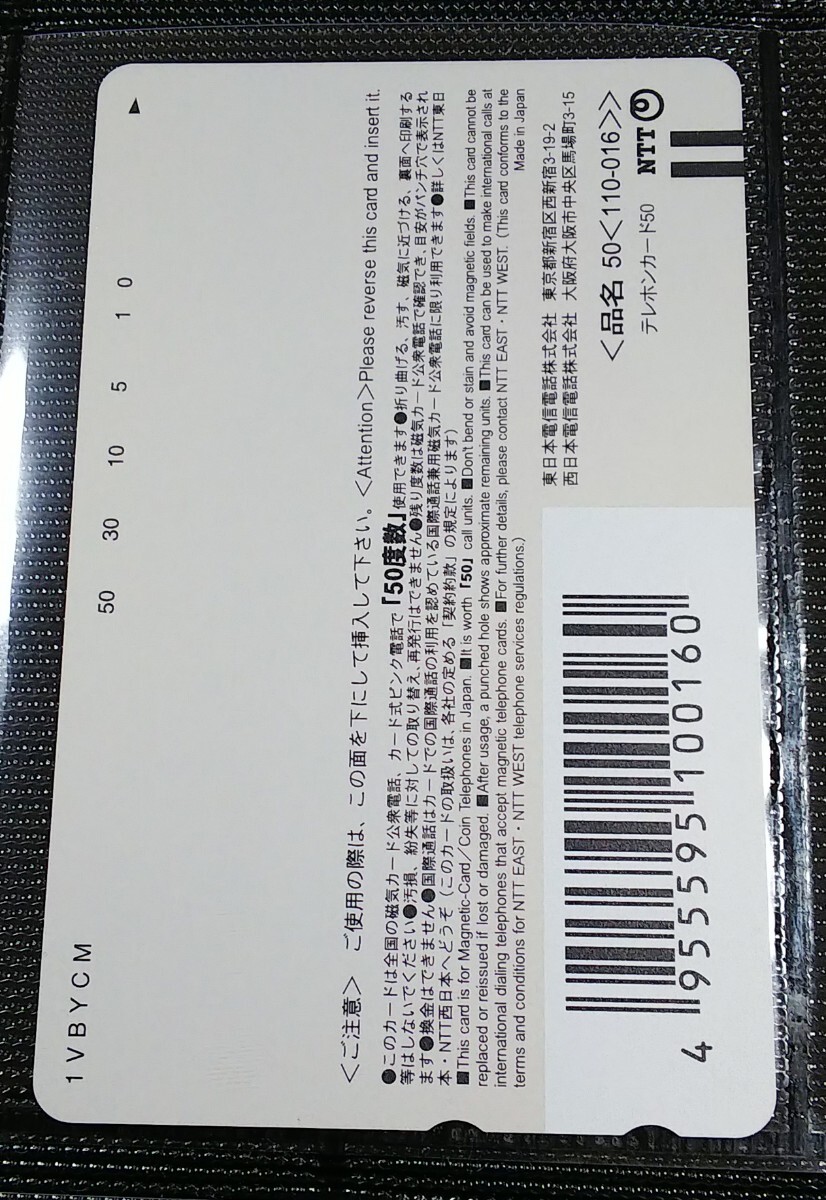 1VBYCM
50 30 10 5 1 0
<ご注意> ご使用の際は、この面を下にして挿入して下さい。<Attention>Please reverse this card and insert it.
●このカードは全国の磁気カード公衆電話、カード式ピンク電話で「50度数」使用できます●折り曲げる、汚す、磁気に近づける、裏面へ印刷する
等はしないでください●汚損、紛失等に対しての取り替え、再発行はできません●残り度数は磁気カード公衆電話で確認でき、目安がパンチ穴で表示され
ます●換金はできません●国際通話はカードでの国際通話の利用を認めている国際通話兼用磁気カード公衆電話に限り利用できます●詳しくはNTT東日
本・NTT西日本へどうぞ(このカードの取扱いは、各社の定める「契約約款」の規定によります)
■This card is for Magnetic-Card/Coin Telephones in Japan. ■It is worth「50」call units. ■Don't bend or stain and avoid magnetic fields. ■This card cannot be
replaced or reissued if lost or damaged. ■After usage, a punched hole shows approximate remaining units. ■This card can be used to make international calls at
international dialing telephones that accept magnetic telephone cards. ■For further details, please contact NTT EAST・NTT WEST. (This card conforms to the
terms and conditions for NTT EAST・NTT WEST telephone services regulations.)
Made in Japan
東日本電信電話株式会社 東京都新宿区西新宿3-19-2
西日本電信電話株式会社 大阪府大阪市中央区馬場町3-15
<品名 50<110-016>>
テレホンカード50
NTT
4 955595 100160